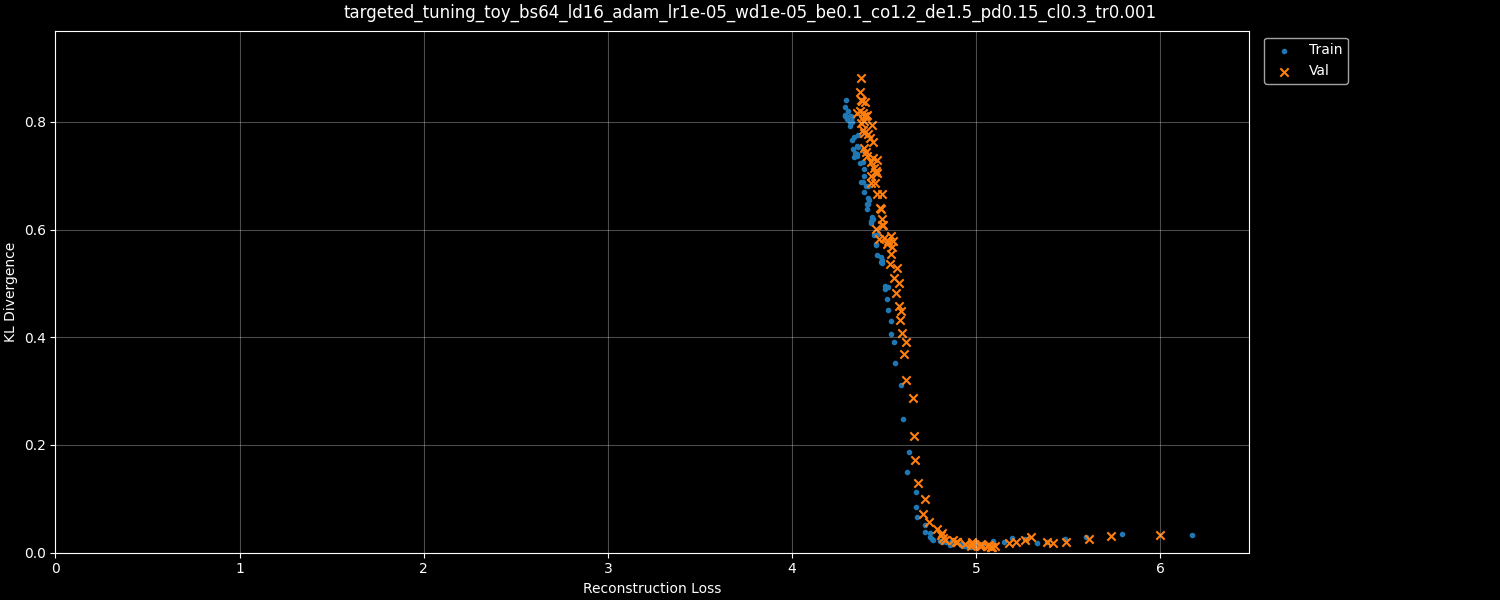 targeted_tuning_toy_bs64_ld16_adam_lr1e-05_wd1e-05_be0.1_co1.2_de1.5_pd0.15_cl0.3_tr0.001
Train
Val
KL Divergence
0.8
0.6
0.4
0.2
0.0
0 1 2 3 4 5 6
Reconstruction Loss